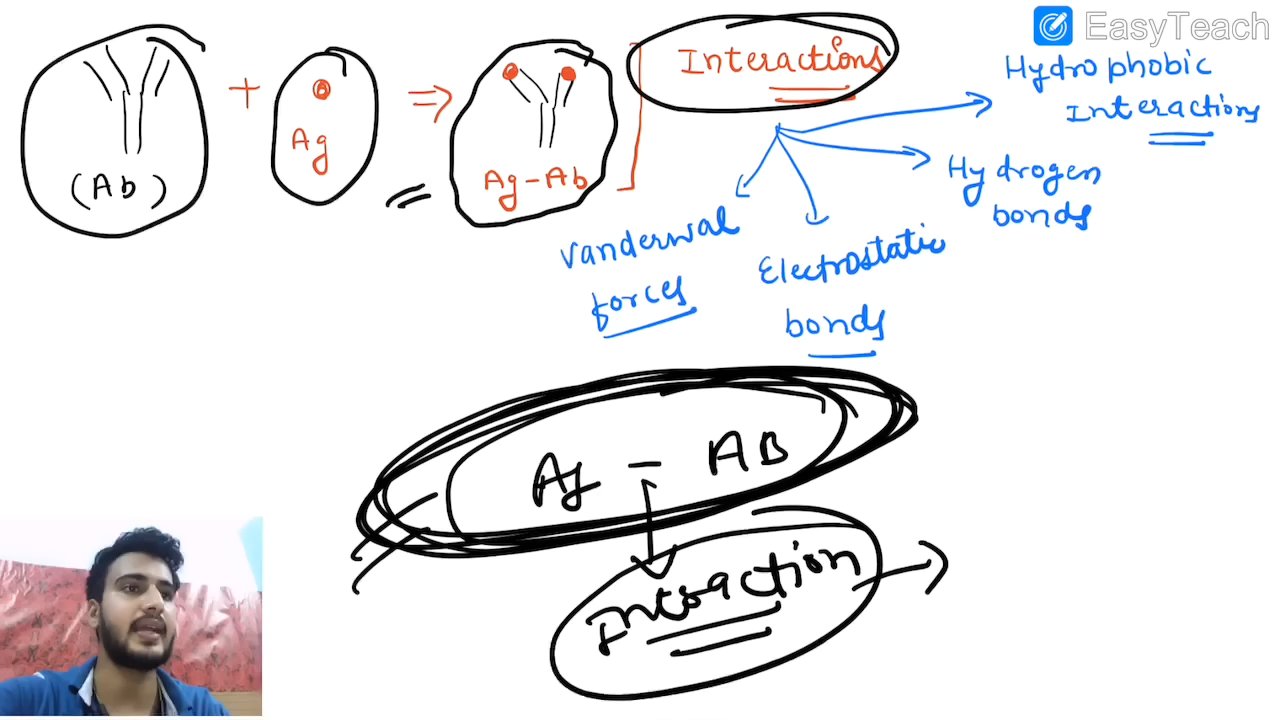 EasyTeach
Interactions
Hydrophobic
Interactions
Hydrogen
bonds
Vanderwal
forces
Electrostatic
bonds
(Ab)
+
Ag
⇒
Ag-Ab
Ag - AB
Interaction